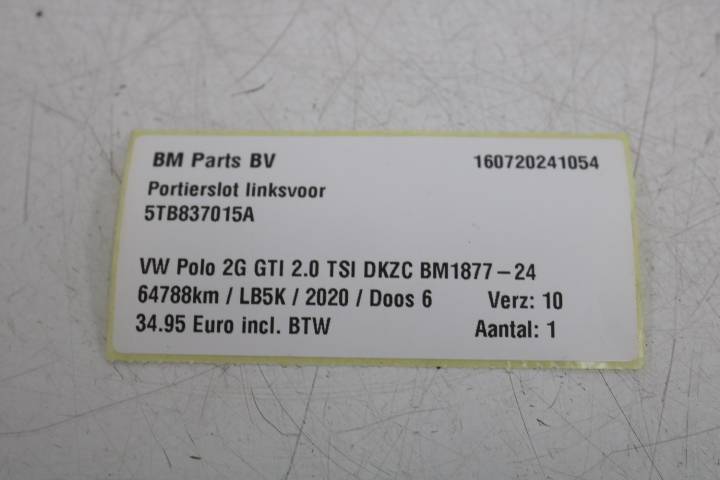 BM Parts BV 160720241054
Portierslot linksvoor
5TB837015A
VW Polo 2G GTI 2.0 TSI DKZC BM1877-24
64788km / LB5K / 2020 / Doos 6 Verz: 10
34.95 Euro incl. BTW Aantal: 1